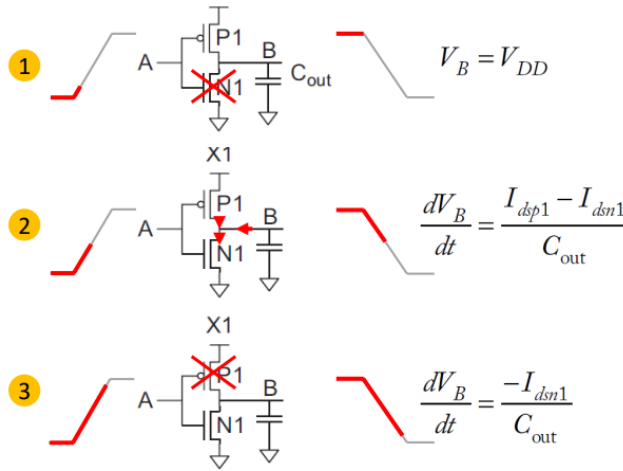 P1
1
A
B
N1
C_out
V_B = V_DD
X1
P1
2
A
B
N1
dV_B/dt = (I_dsp1 − I_dsn1)/C_out
X1
P1
3
A
B
N1
dV_B/dt = −I_dsn1/C_out